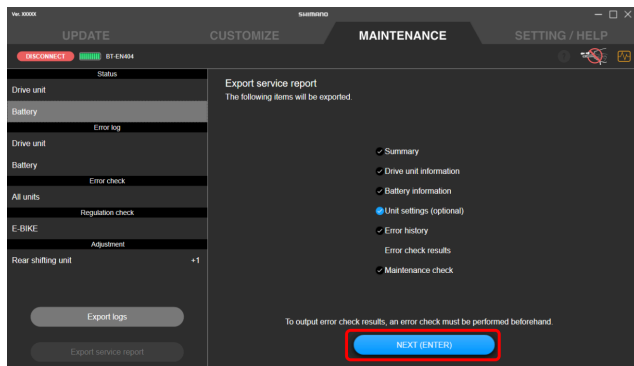 Ver. XXXXX
SHIMANO
UPDATE
CUSTOMIZE
MAINTENANCE
SETTING / HELP
DISCONNECT
BT-EN404
Status
Drive unit
Battery
Error log
Drive unit
Battery
Error check
All units
Regulation check
E-BIKE
Adjustment
Rear shifting unit +1
Export logs
Export service report
Export service report
The following items will be exported.
Summary
Drive unit information
Battery information
Unit settings (optional)
Error history
Error check results
Maintenance check
To output error check results, an error check must be performed beforehand.
NEXT (ENTER)